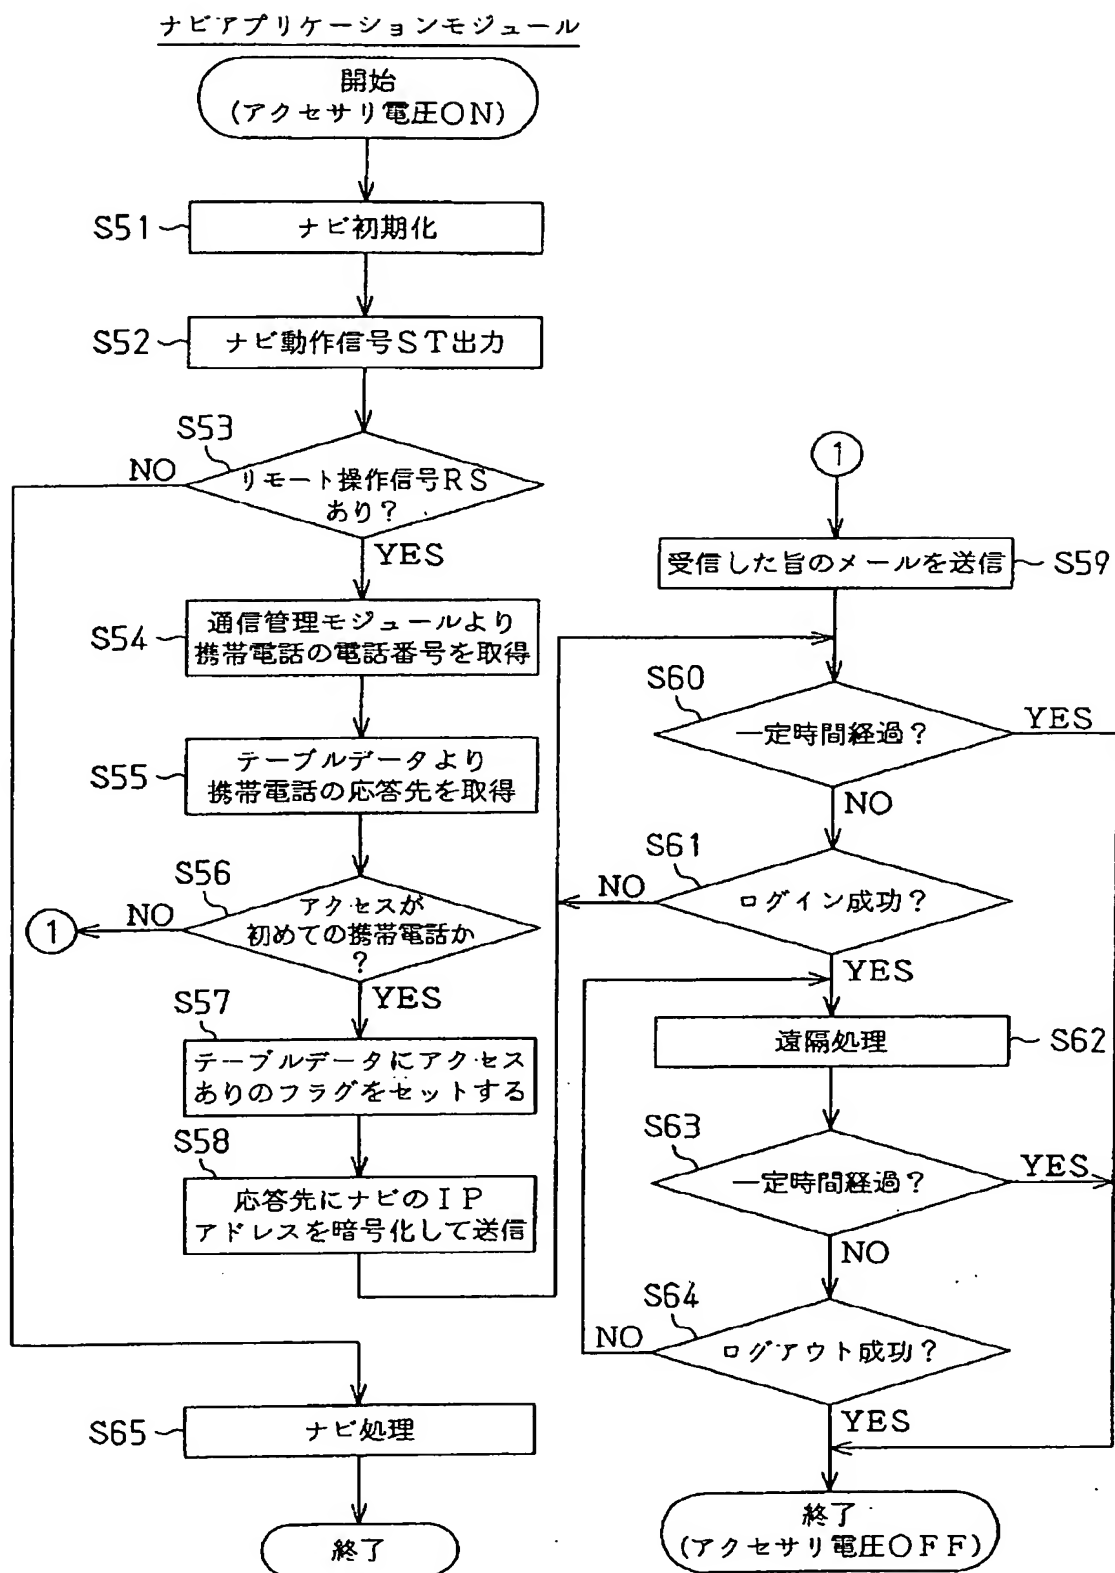 ナビアプリケーションモジュール
開始
(アクセサリ電圧ON)
S51
ナビ初期化
S52
ナビ動作信号ST出力
S53
NO
リモート操作信号RS
あり?
YES
S54
通信管理モジュールより
携帯電話の電話番号を取得
S55
テーブルデータより
携帯電話の応答先を取得
S56
1
NO
アクセスが
初めての携帯電話か
?
YES
S57
テーブルデータにアクセス
ありのフラグをセットする
S58
応答先にナビのIP
アドレスを暗号化して送信
S65
ナビ処理
終了
1
受信した旨のメールを送信
S59
S60
一定時間経過?
YES
NO
S61
NO
ログイン成功?
YES
遠隔処理
S62
S63
一定時間経過?
YES
NO
S64
NO
ログアウト成功?
YES
終了
(アクセサリ電圧OFF)